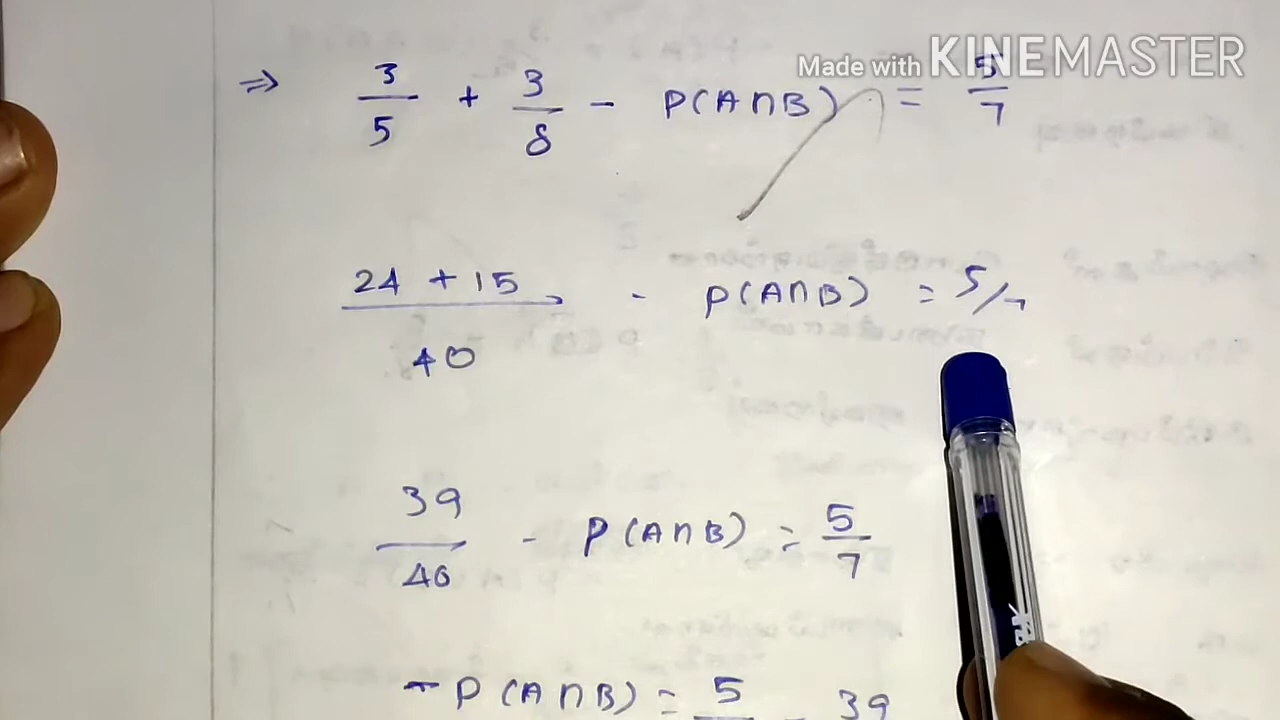 Made with KINEMASTER
⇒ 3/5 + 3/8 - P(A∩B) = 5/7
24 + 15 / 40 - P(A∩B) = 5/7
39/40 - P(A∩B) = 5/7
- P(A∩B) = 5 - 39